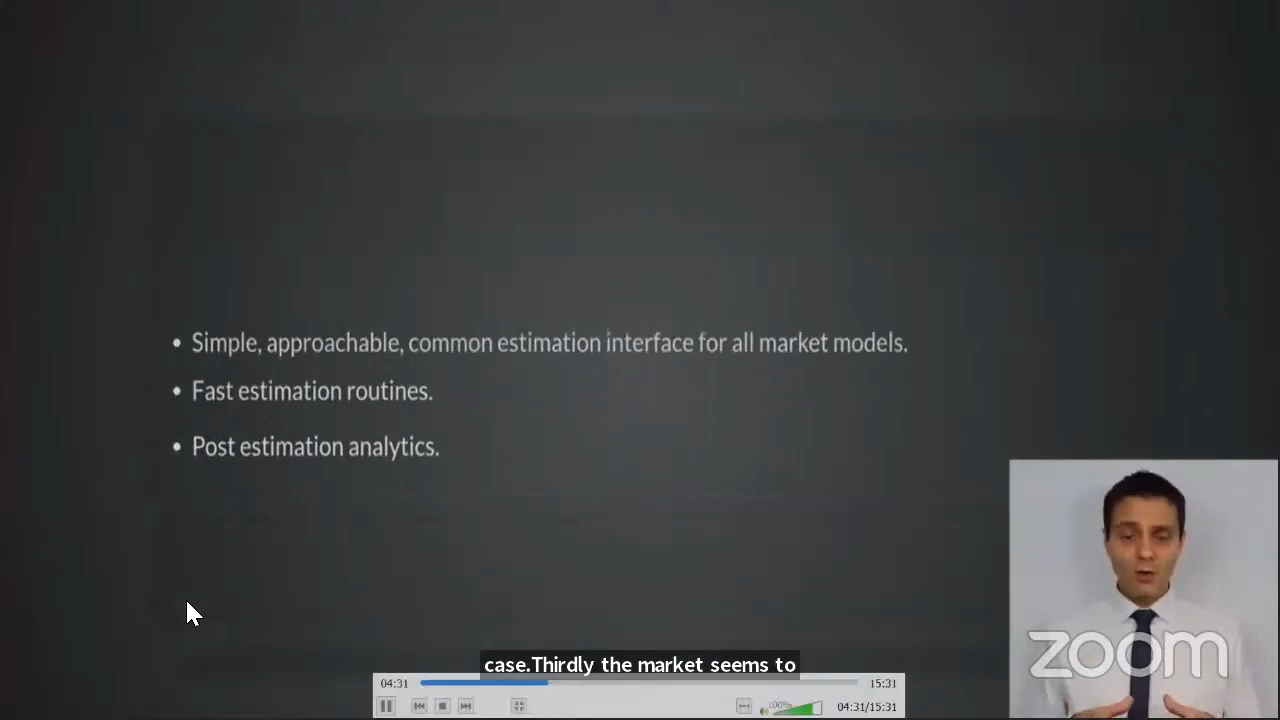 • Simple, approachable, common estimation interface for all market models.
• Fast estimation routines.
• Post estimation analytics.
zoom
case.Thirdly the market seems to
04:31
15:31
100%
04:31/15:31